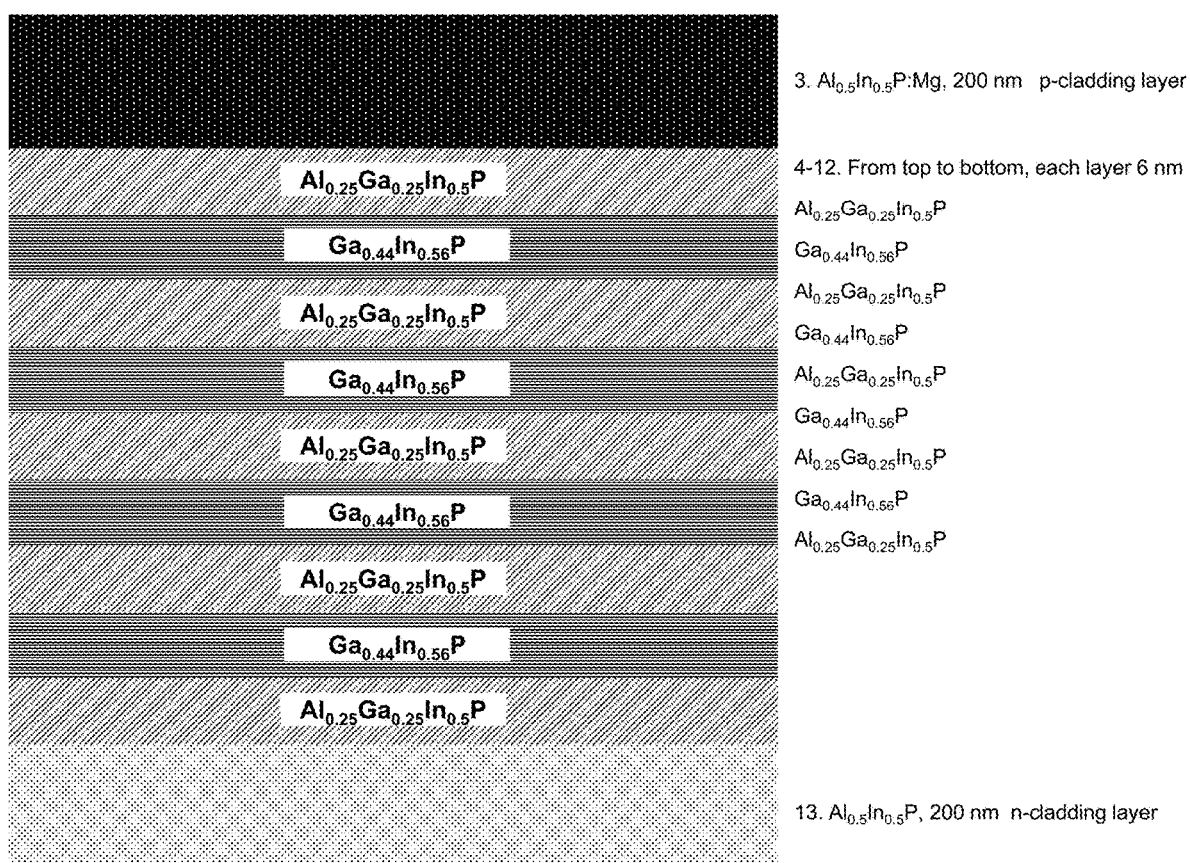 3. Al0.5In0.5P:Mg, 200 nm p-cladding layer
4-12. From top to bottom, each layer 6 nm
Al0.25Ga0.25In0.5P
Ga0.44In0.56P
Al0.25Ga0.25In0.5P
Ga0.44In0.56P
Al0.25Ga0.25In0.5P
Ga0.44In0.56P
Al0.25Ga0.25In0.5P
Ga0.44In0.56P
Al0.25Ga0.25In0.5P
Al0.25Ga0.25In0.5P
Ga0.44In0.56P
Al0.25Ga0.25In0.5P
Ga0.44In0.56P
Al0.25Ga0.25In0.5P
Ga0.44In0.56P
Al0.25Ga0.25In0.5P
Ga0.44In0.56P
Al0.25Ga0.25In0.5P
13. Al0.5In0.5P, 200 nm n-cladding layer